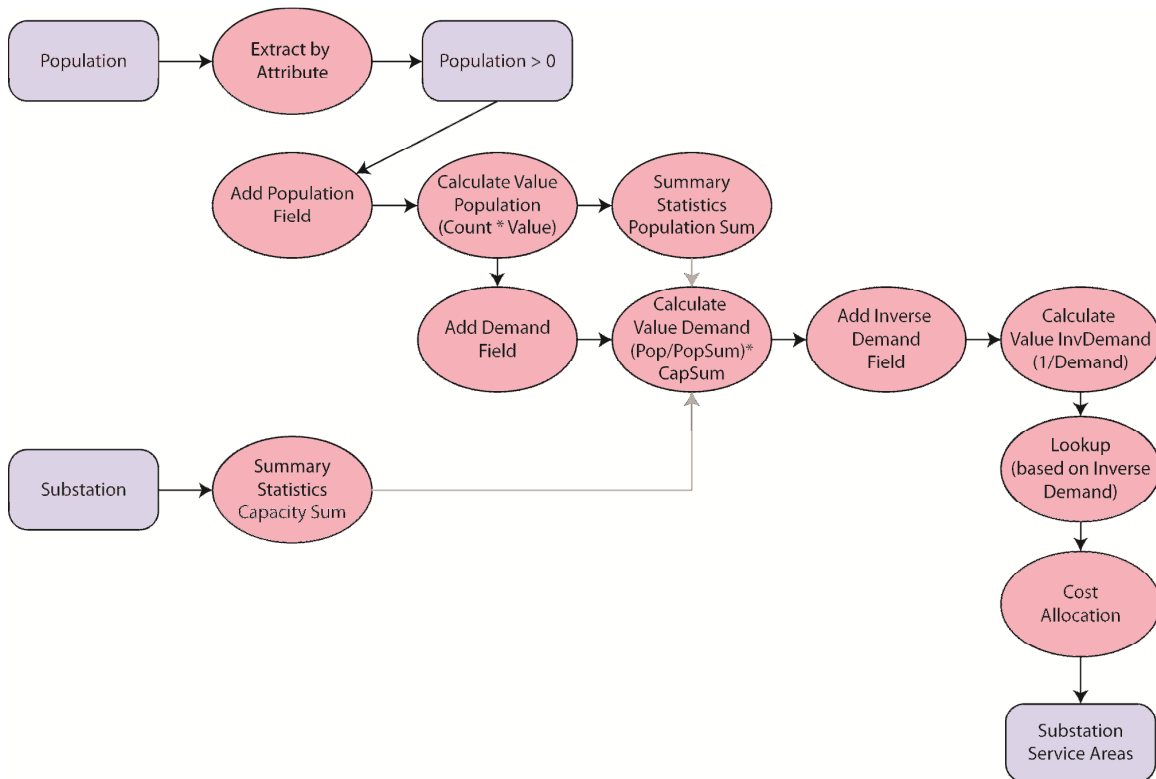 Population
Extract by
Attribute
Population > 0
Add Population
Field
Calculate Value
Population
(Count * Value)
Summary
Statistics
Population Sum
Add Demand
Field
Calculate
Value Demand
(Pop/PopSum)*
CapSum
Add Inverse
Demand
Field
Calculate
Value InvDemand
(1/Demand)
Substation
Summary
Statistics
Capacity Sum
Lookup
(based on Inverse
Demand)
Cost
Allocation
Substation
Service Areas